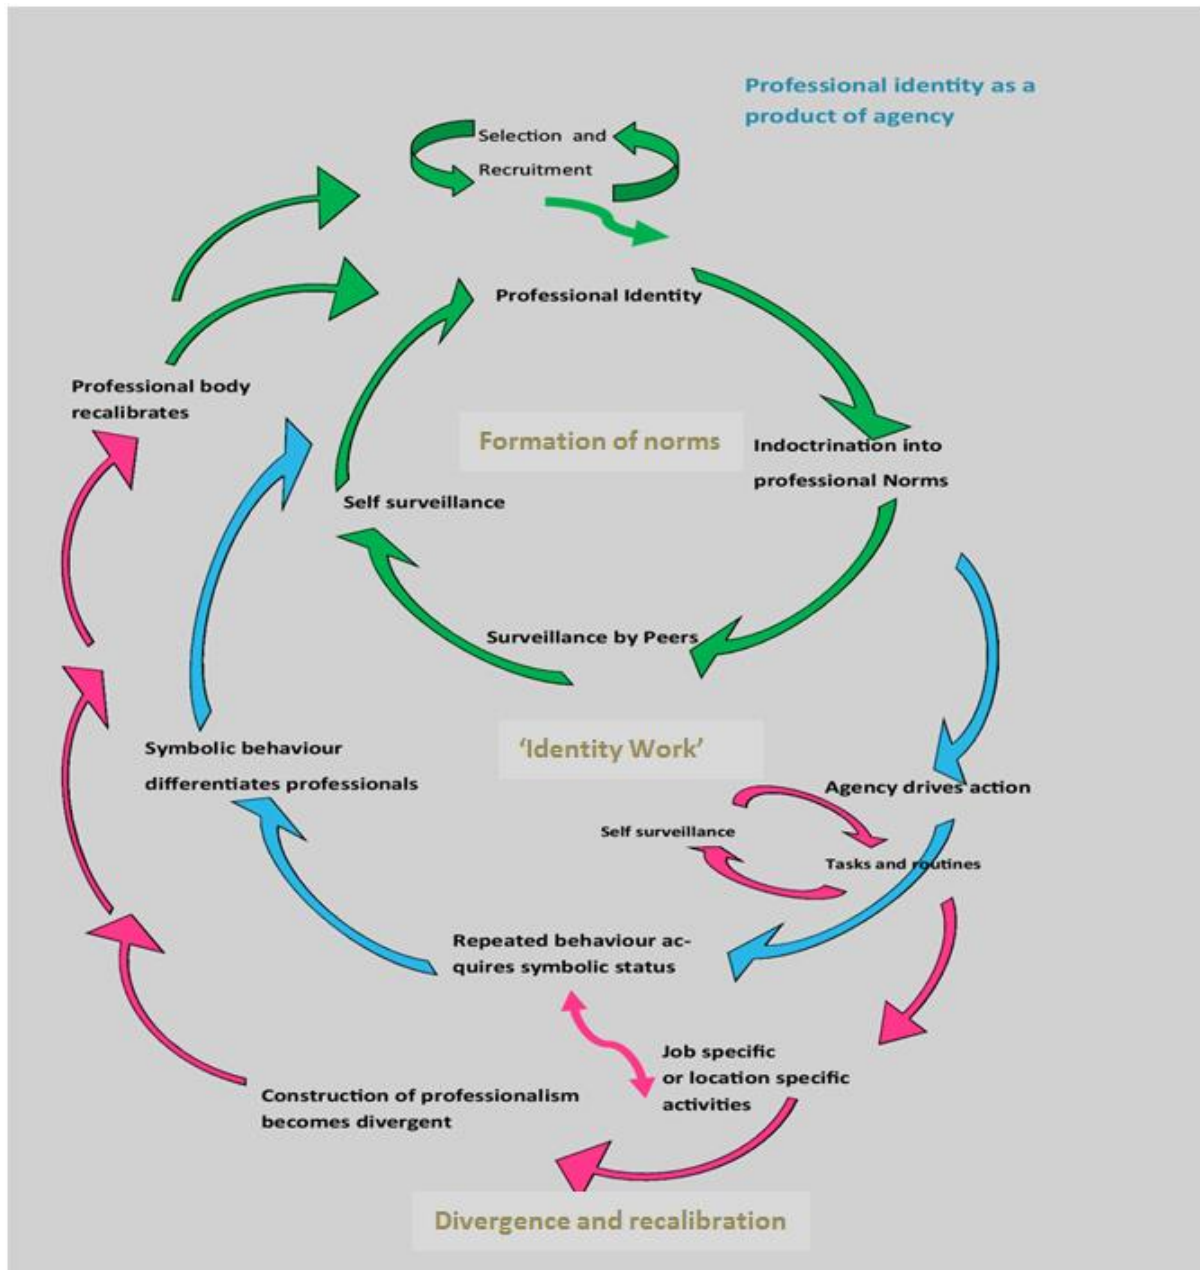 Professional identity as a
product of agency
Selection and
Recruitment
Professional Identity
Professional body
recalibrates
Formation of norms
Indoctrination into
professional Norms
Self surveillance
Surveillance by Peers
‘Identity Work’
Symbolic behaviour
differentiates professionals
Agency drives action
Self surveillance
Tasks and routines
Repeated behaviour ac-
quires symbolic status
Job specific
or location specific
activities
Construction of professionalism
becomes divergent
Divergence and recalibration